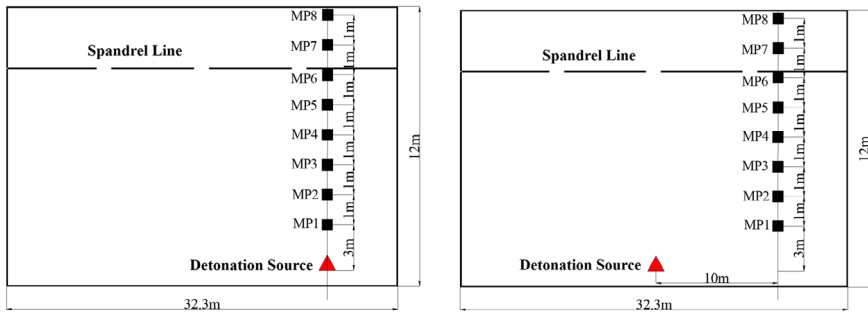 MP8
1m
MP7
Spandrel Line
1m
MP6
1m
MP5
1m
MP4
1m
MP3
1m
MP2
1m
MP1
3m
Detonation Source
12m
32.3m
MP8
1m
MP7
Spandrel Line
1m
MP6
1m
MP5
1m
MP4
1m
MP3
1m
MP2
1m
MP1
3m
Detonation Source
10m
12m
32.3m